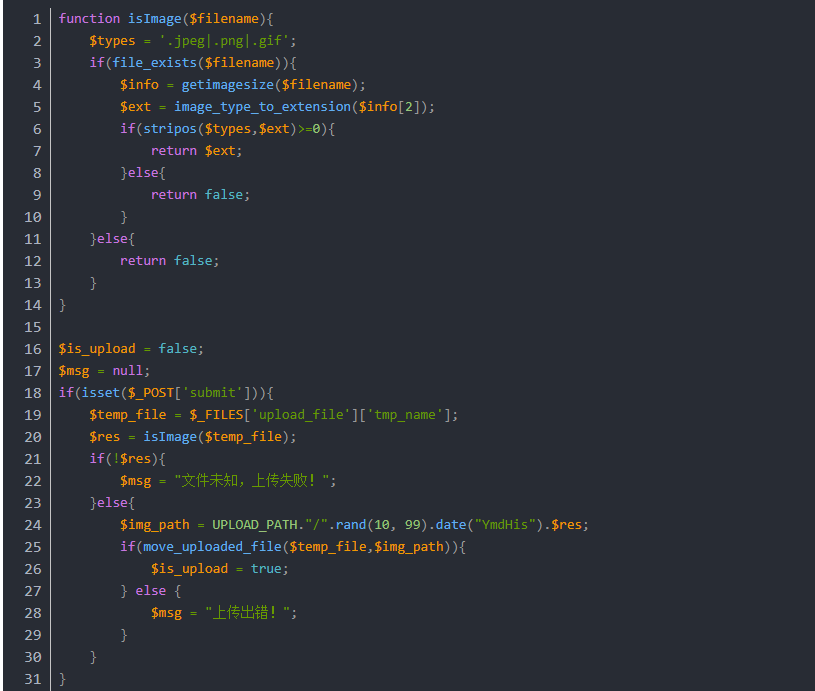 1 function isImage($filename){
2     $types = '.jpeg|.png|.gif';
3     if(file_exists($filename)){
4         $info = getimagesize($filename);
5         $ext = image_type_to_extension($info[2]);
6         if(stripos($types,$ext)>=0){
7             return $ext;
8         }else{
9             return false;
10         }
11     }else{
12         return false;
13     }
14 }
15
16 $is_upload = false;
17 $msg = null;
18 if(isset($_POST['submit'])){
19     $temp_file = $_FILES['upload_file']['tmp_name'];
20     $res = isImage($temp_file);
21     if(!$res){
22         $msg = "文件未知，上传失败！";
23     }else{
24         $img_path = UPLOAD_PATH."/".rand(10, 99).date("YmdHis").$res;
25         if(move_uploaded_file($temp_file,$img_path)){
26             $is_upload = true;
27         } else {
28             $msg = "上传出错！";
29         }
30     }
31 }